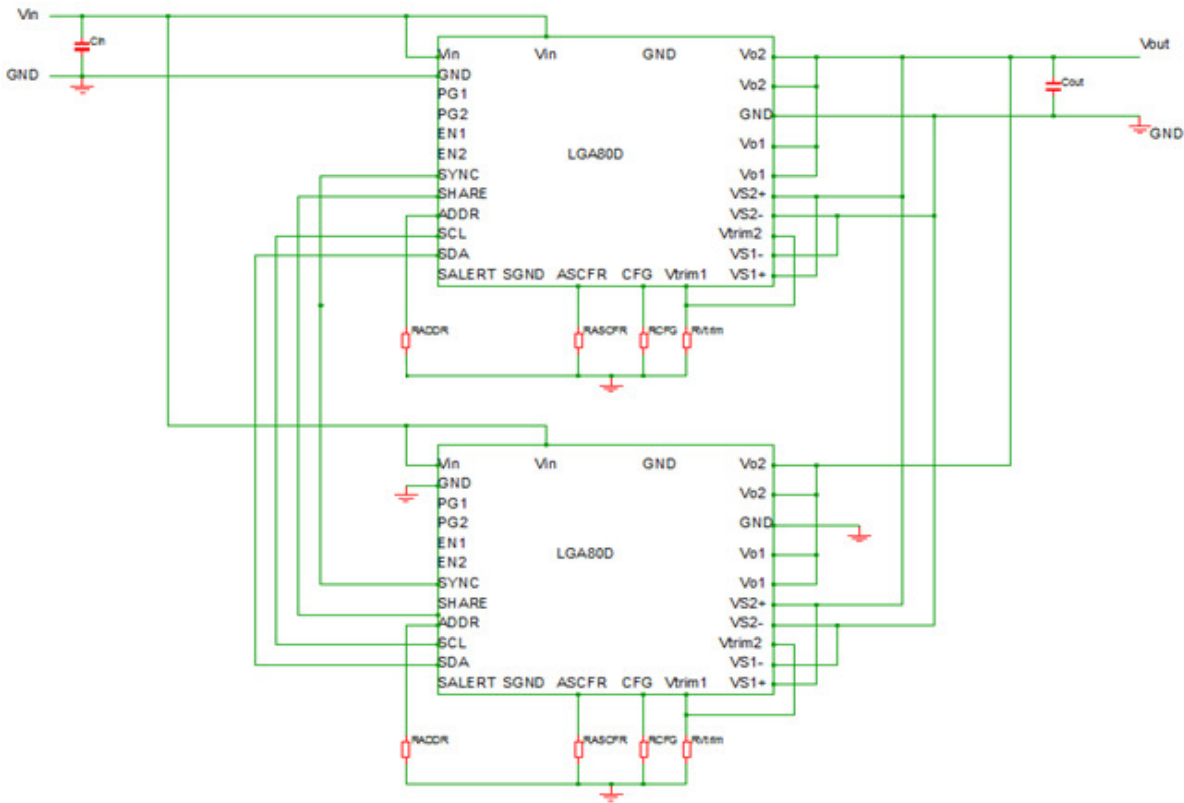 Vin
Cin
GND
Vin Vin GND Vo2
GND
PG1 Vo2
PG2 GND
EN1
EN2 LGA80D Vo1
SYNC Vo1
SHARE VS2+
ADDR VS2-
SCL Vtrim2
SDA VS1-
SALERT SGND ASCFR CFG Vtrim1 VS1+
Vout
Cout
GND
RADDR RASCFR RCFG RVtrim
Vin Vin GND Vo2
GND
PG1 Vo2
PG2 GND
EN1
EN2 LGA80D Vo1
SYNC Vo1
SHARE VS2+
ADDR VS2-
SCL Vtrim2
SDA VS1-
SALERT SGND ASCFR CFG Vtrim1 VS1+
RADDR RASCFR RCFG RVtrim